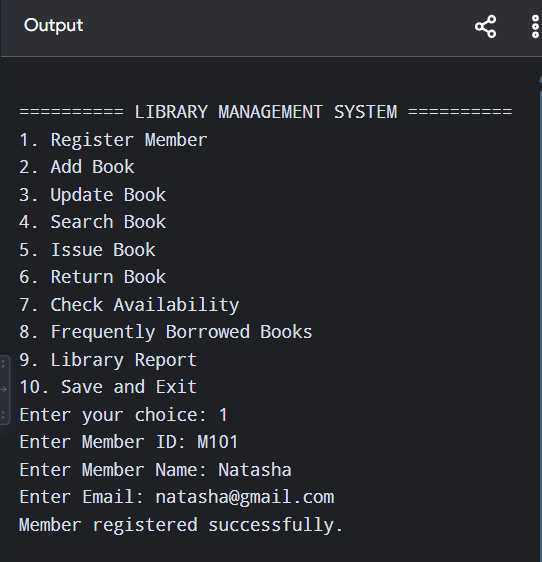 Output
========== LIBRARY MANAGEMENT SYSTEM ==========
1. Register Member
2. Add Book
3. Update Book
4. Search Book
5. Issue Book
6. Return Book
7. Check Availability
8. Frequently Borrowed Books
9. Library Report
10. Save and Exit
Enter your choice: 1
Enter Member ID: M101
Enter Member Name: Natasha
Enter Email: natasha@gmail.com
Member registered successfully.